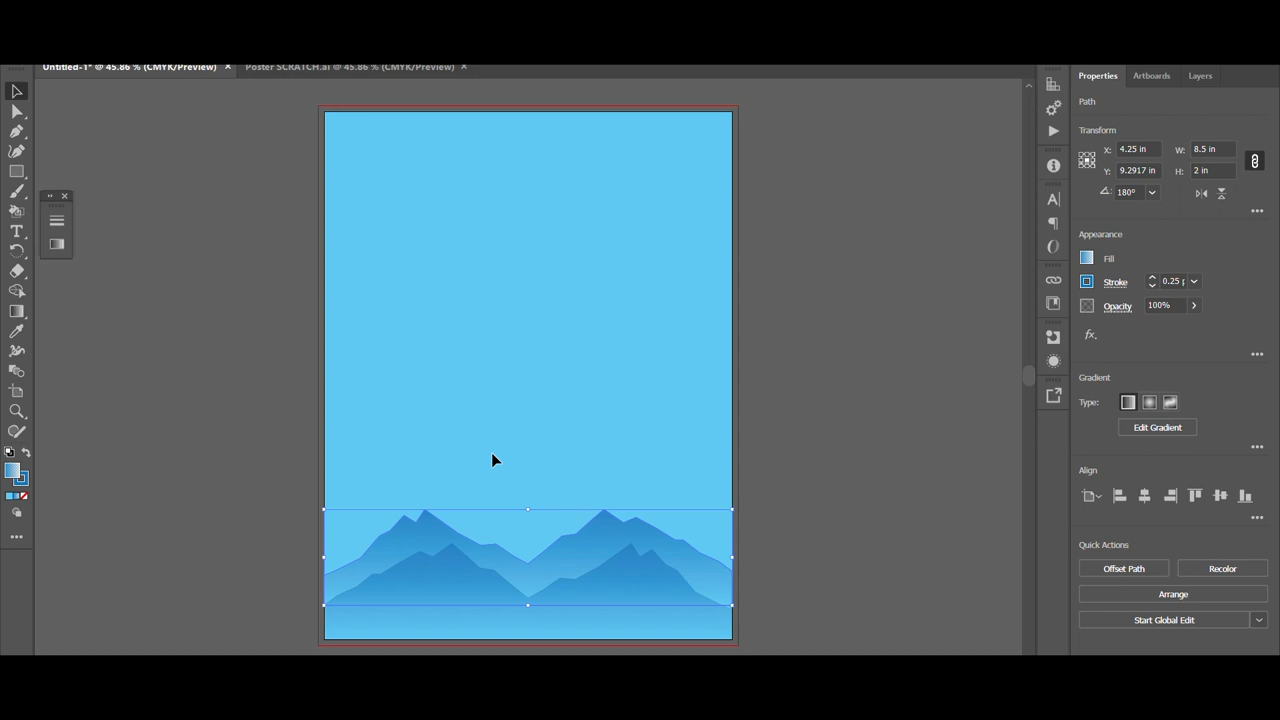 Untitled-1* @ 45.86 % (CMYK/Preview) ×
Poster SCRATCH.ai @ 45.86 % (CMYK/Preview) ×
Properties Artboards Layers
Path
Transform
X: 4.25 in W: 8.5 in
Y: 9.2917 in H: 2 in
180°
Appearance
Fill
Stroke 0.25 p
Opacity 100%
fx.
Gradient
Type:
Edit Gradient
Align
Quick Actions
Offset Path Recolor
Arrange
Start Global Edit